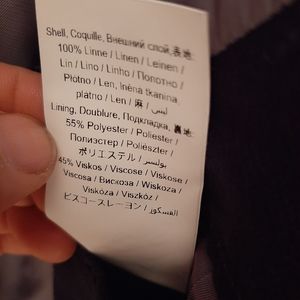 Shell, Coquille, Внешний слой, 表地:
100% Linne / Linen / Leinen /
Lin / Lino / Linho / Полотно /
Płótno / Len, lněná tkanina
plátno / Len / 麻 / لينين
Lining, Doublure, Подкладка, 裏地:
55% Polyester / Poliester /
Полиэстер / Poliészter /
ポリエステル / بوليستر
45% Viskos / Viscose / Viskose /
Viscosa / Вискоза / Wiskoza /
Viskóza / Viszkóz /
ビスコースレーヨン / الفسكوز